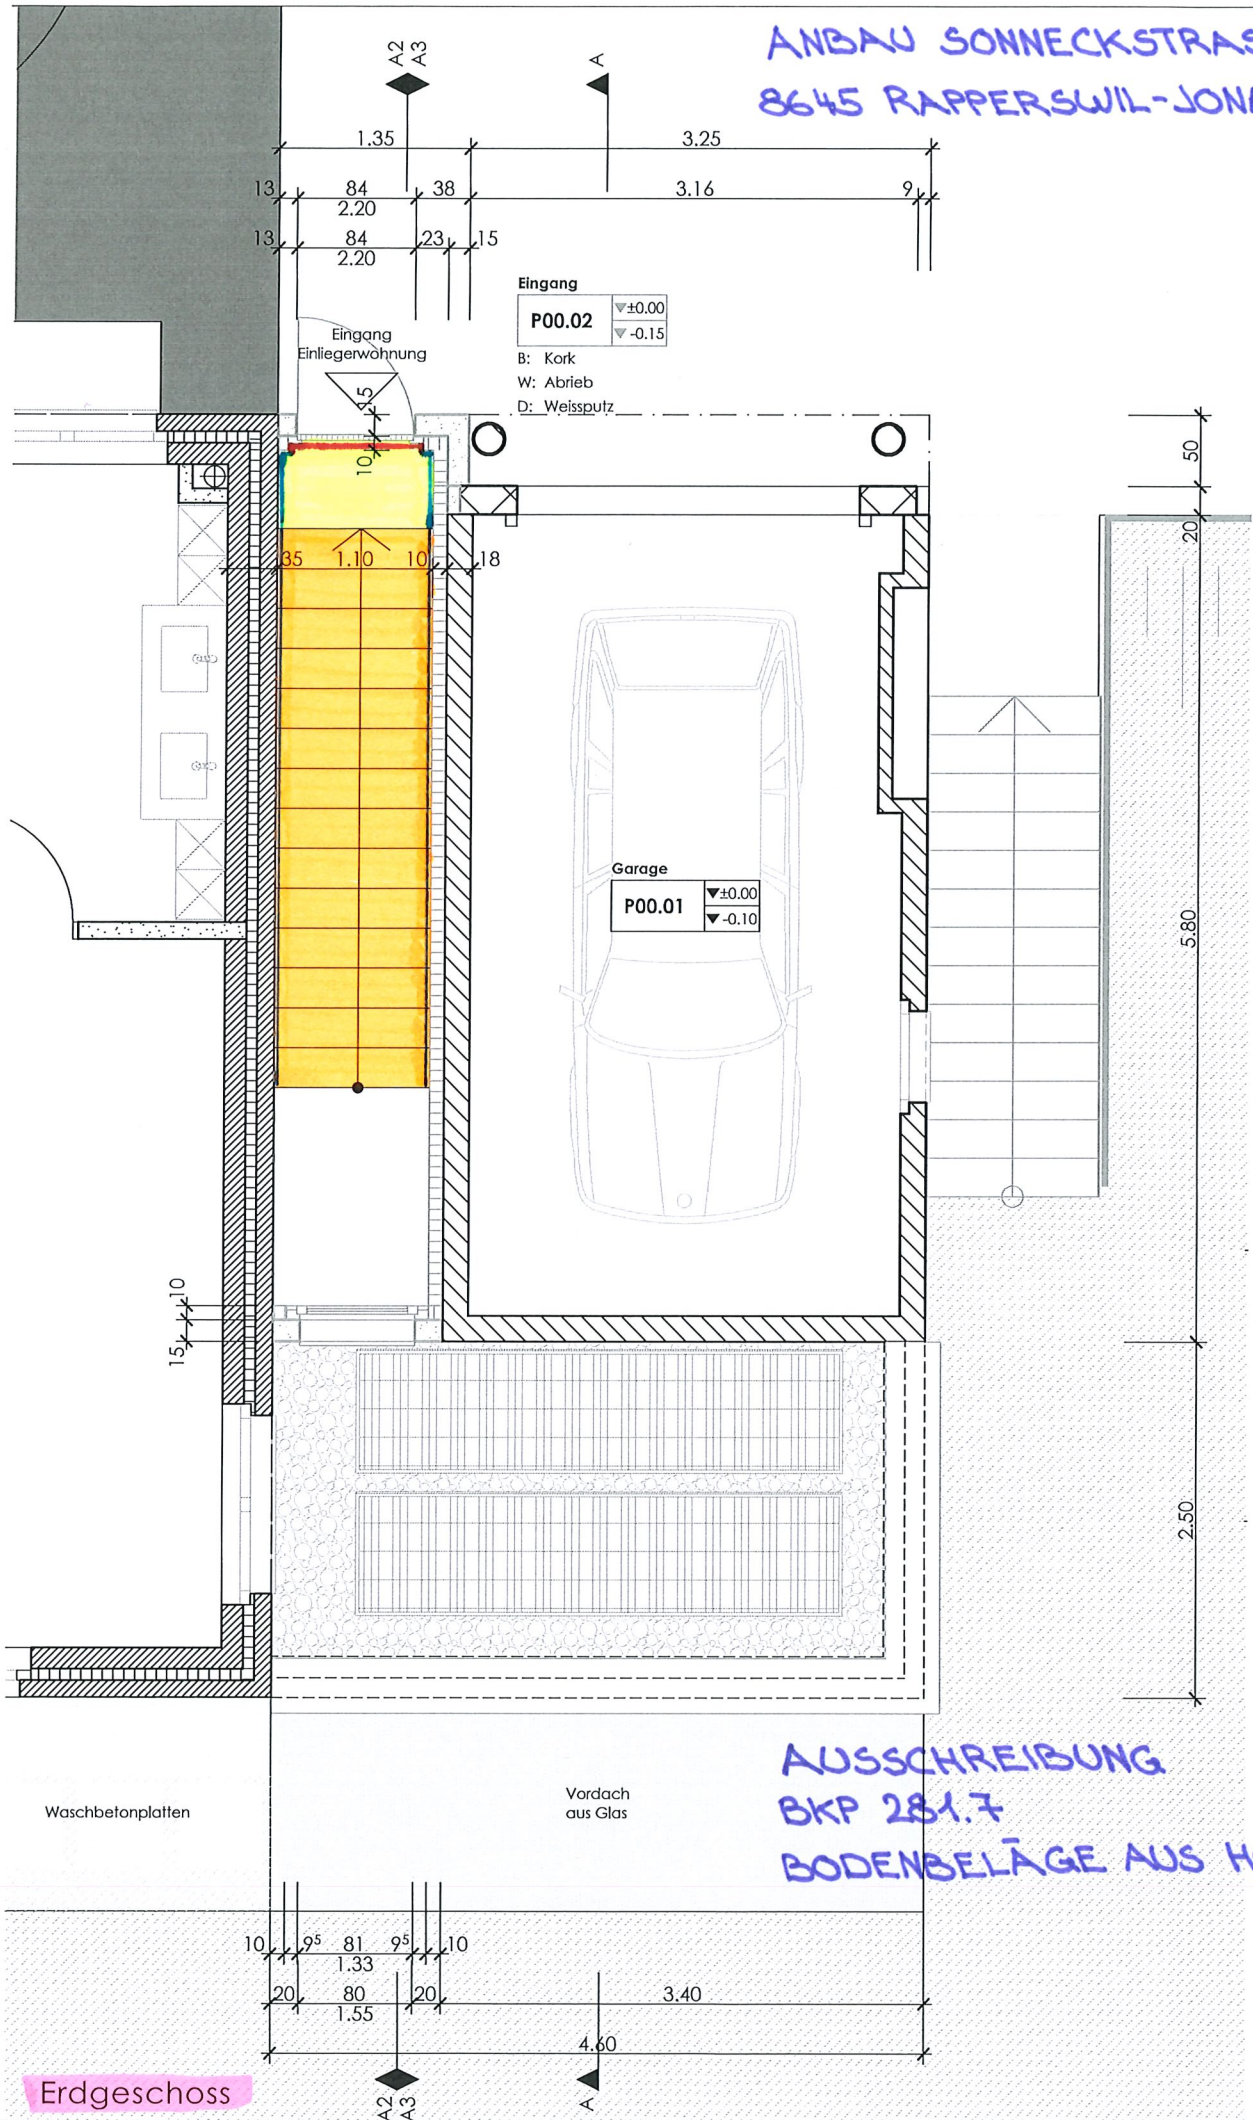 ANBAU SONNECKSTRAS
8645 RAPPERSWIL-JONA
A2
A3
A
1.35 3.25
13 84 38 3.16 9
2.20
13 84 23 15
2.20
Eingang
P00.02 ±0.00
-0.15
B: Kork
W: Abrieb
D: Weissputz
Eingang
Einliegerwohnung
15
10
50
20
35 1.10 10 18
Garage
P00.01 ±0.00
-0.10
5.80
10
15
2.50
Waschbetonplatten
Vordach
aus Glas
AUSSCHREIBUNG
BKP 281.7
BODENBELÄGE AUS H
10 9⁵ 81 9⁵ 10
1.33
20 80 20 3.40
1.55
4.60
Erdgeschoss
A2
A3
A